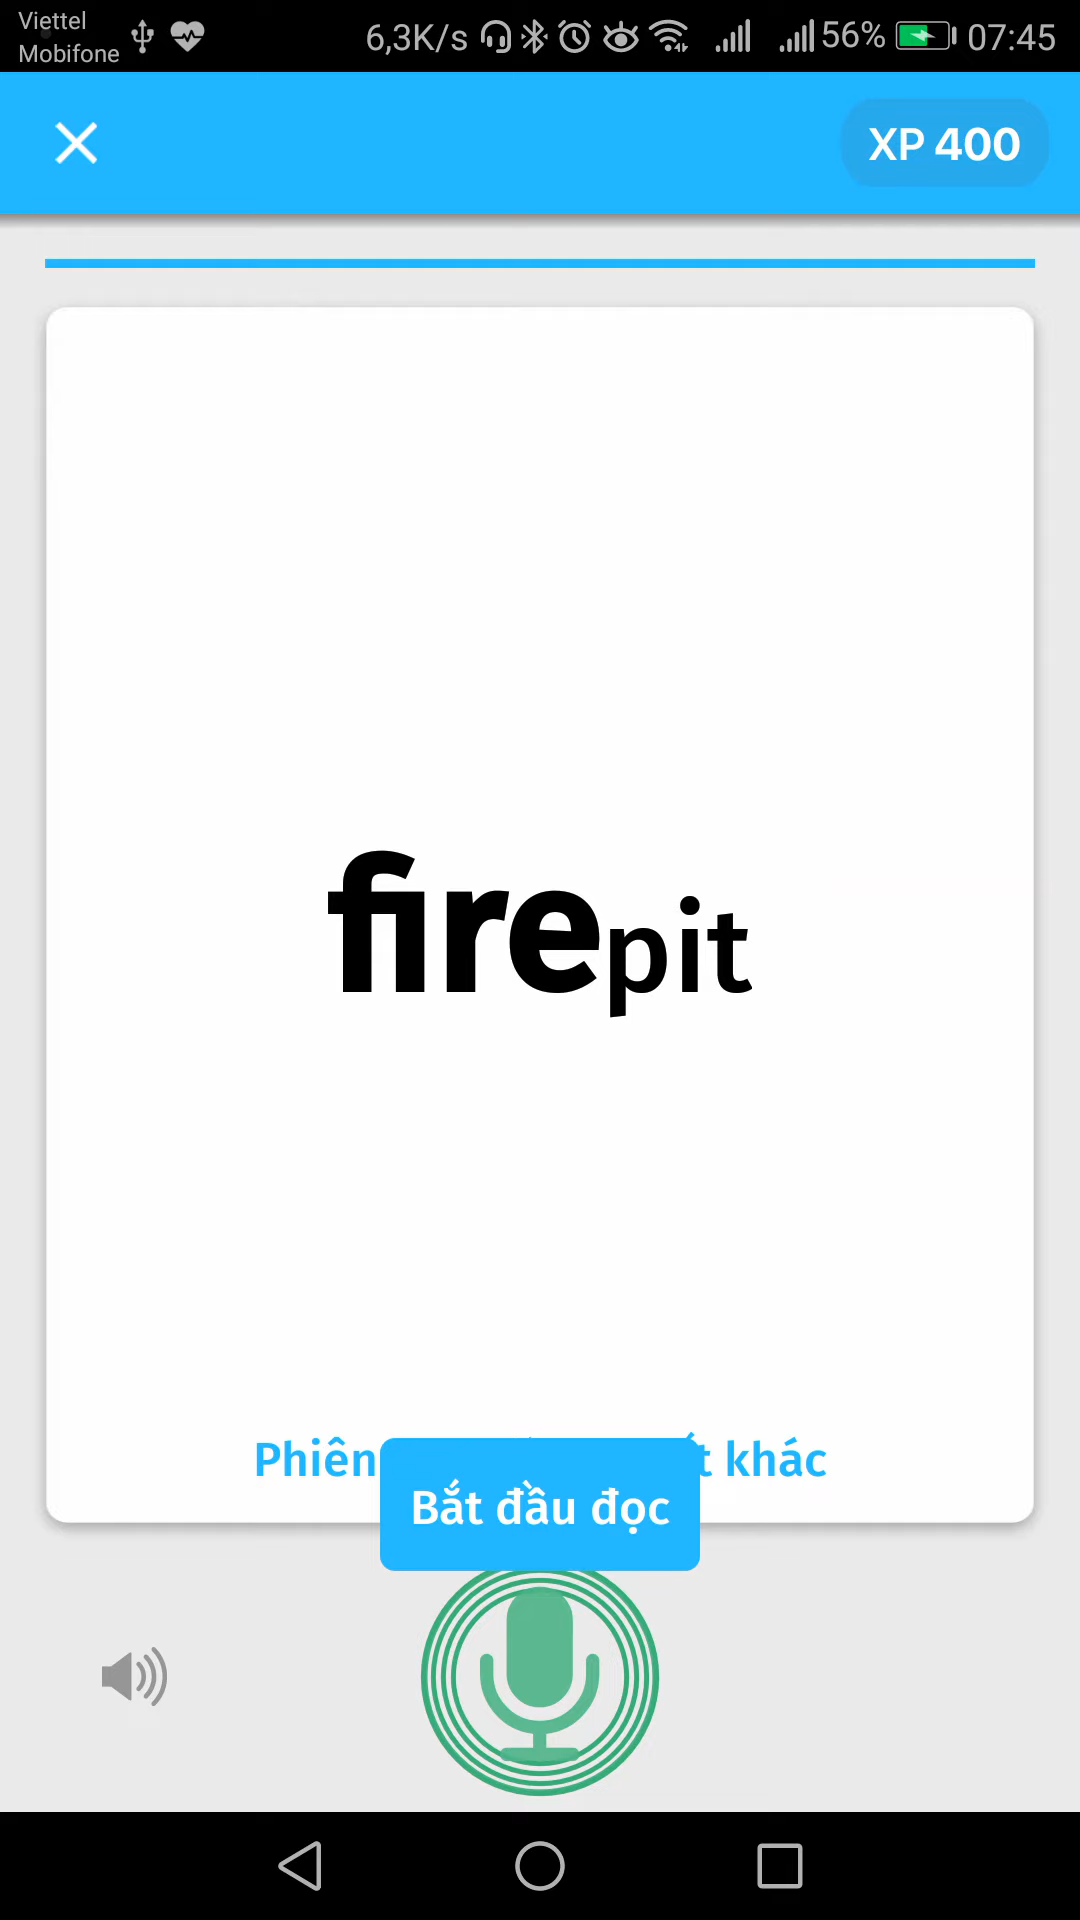 Viettel
Mobifone
6,3K/s
56%
07:45
XP 400
firepit
Phiên
khác
Bắt đầu đọc